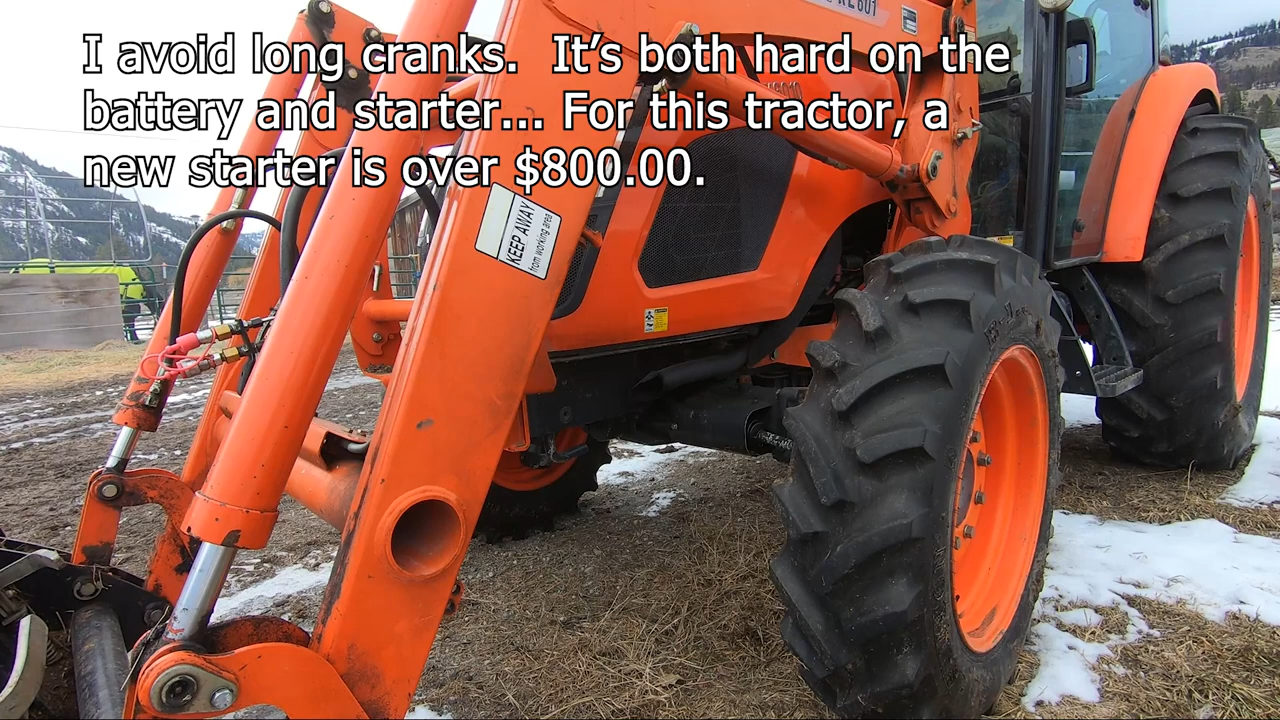 I avoid long cranks.  It's both hard on the
battery and starter... For this tractor, a
new starter is over $800.00.
KEEP AWAY
from working area